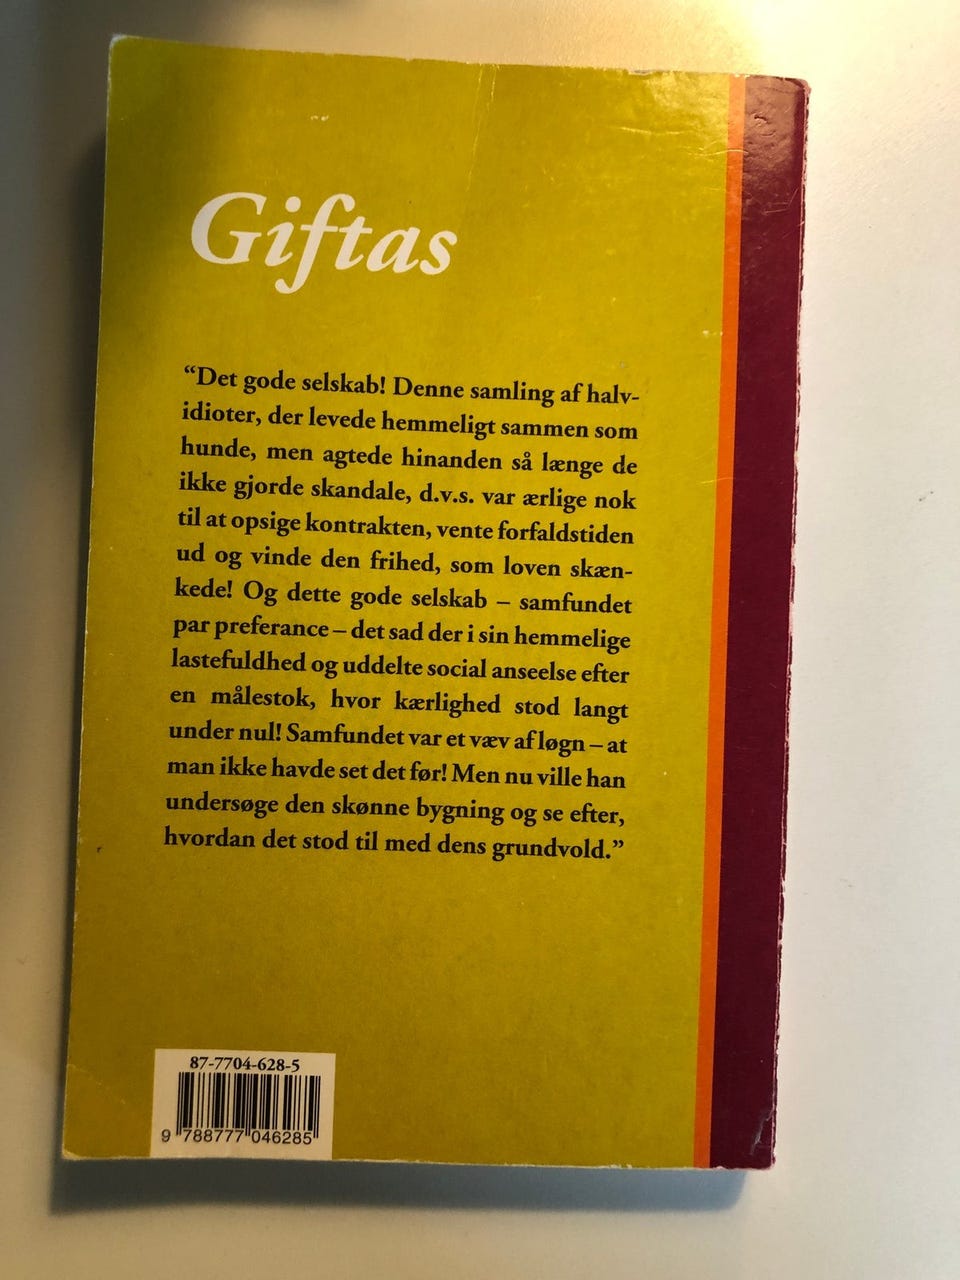 Giftas
“Det gode selskab! Denne samling af halv-
idioter, der levede hemmeligt sammen som
hunde, men agtede hinanden så længe de
ikke gjorde skandale, d.v.s. var ærlige nok
til at opsige kontrakten, vente forfaldstiden
ud og vinde den frihed, som loven skæn-
kede! Og dette gode selskab – samfundet
par preferance – det sad der i sin hemmelige
lastefuldhed og uddelte social anseelse efter
en målestok, hvor kærlighed stod langt
under nul! Samfundet var et væv af løgn – at
man ikke havde set det før! Men nu ville han
undersøge den skønne bygning og se efter,
hvordan det stod til med dens grundvold.”
87-7704-628-5
9 788777 046285